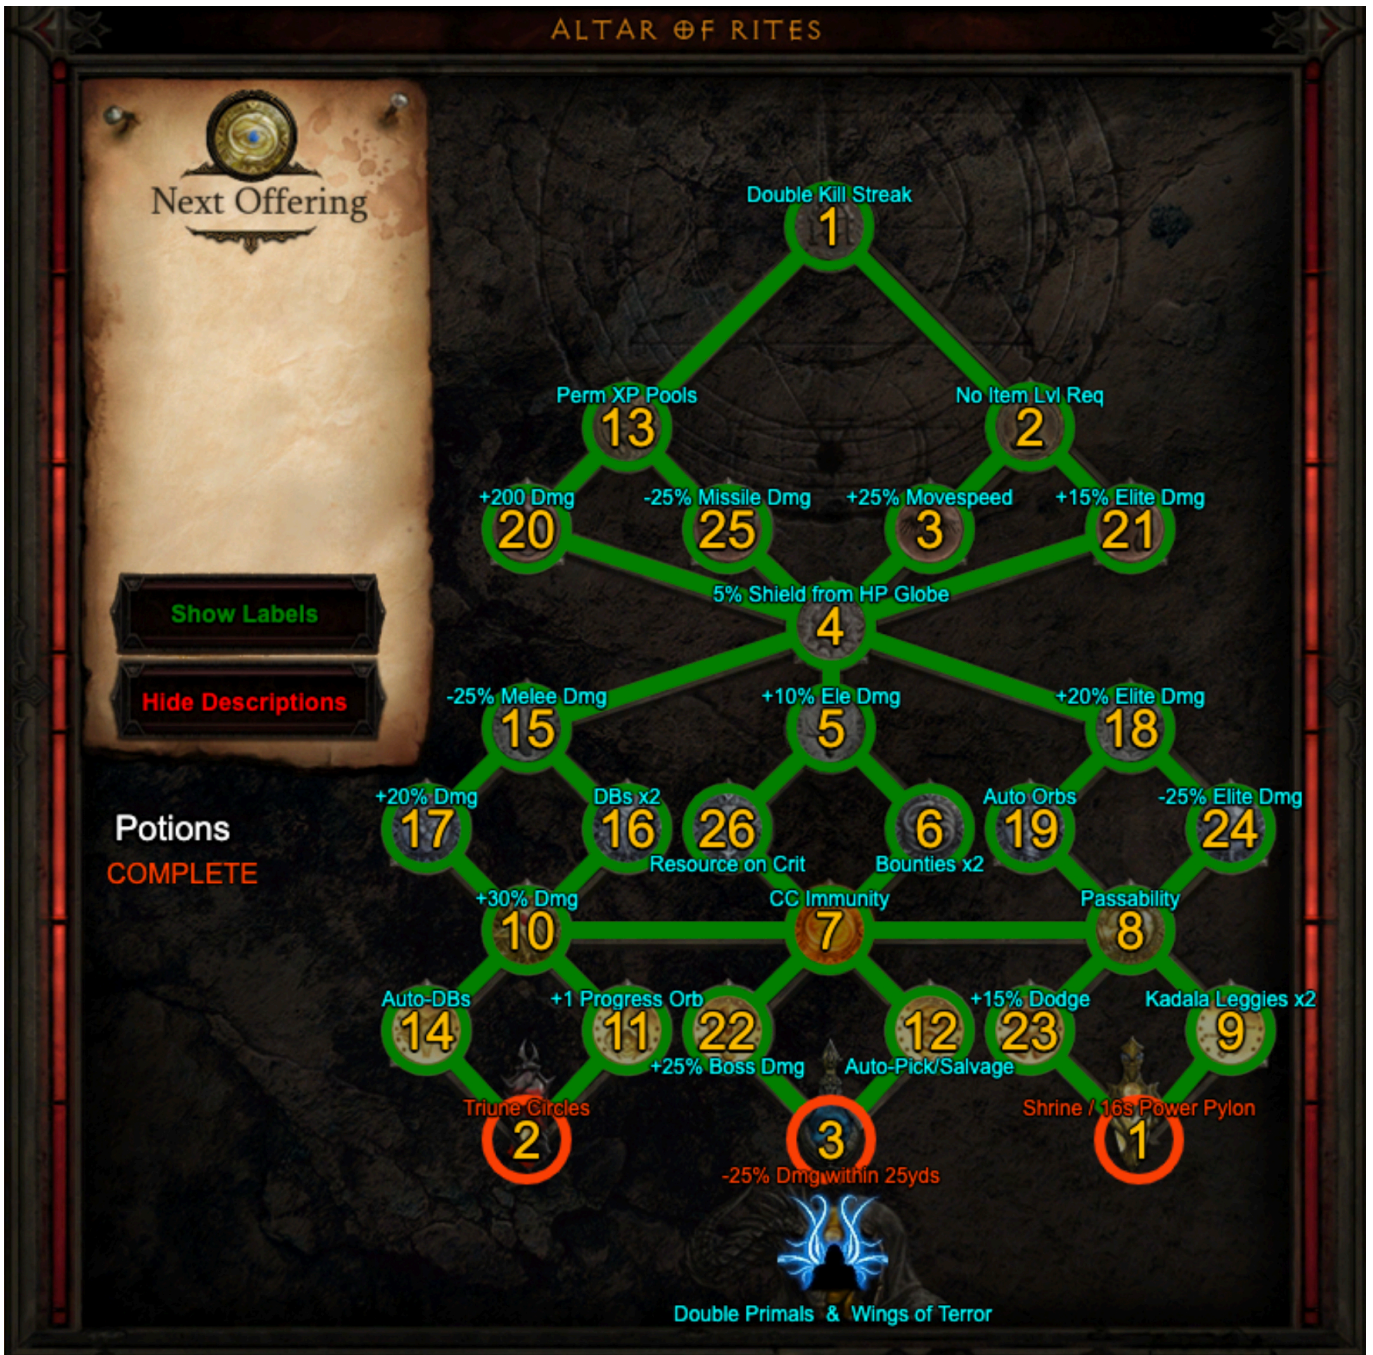 ALTAR OF RITES
Next Offering
Show Labels
Hide Descriptions
Potions
COMPLETE
Double Kill Streak
1
Perm XP Pools
No Item Lvl Req
13
2
+200 Dmg
-25% Missile Dmg
+25% Movespeed
+15% Elite Dmg
20
25
3
21
5% Shield from HP Globe
4
-25% Melee Dmg
+10% Ele Dmg
+20% Elite Dmg
15
5
18
+20% Dmg
DBs x2
Auto Orbs
-25% Elite Dmg
17
16
26
6
19
24
Resource on Crit
Bounties x2
+30% Dmg
CC Immunity
Passability
10
7
8
Auto-DBs
+1 Progress Orb
+15% Dodge
Kadala Leggies x2
14
11
22
12
23
9
+25% Boss Dmg
Auto-Pick/Salvage
Triune Circles
Shrine / 16s Power Pylon
2
3
1
-25% Dmg within 25yds
Double Primals & Wings of Terror